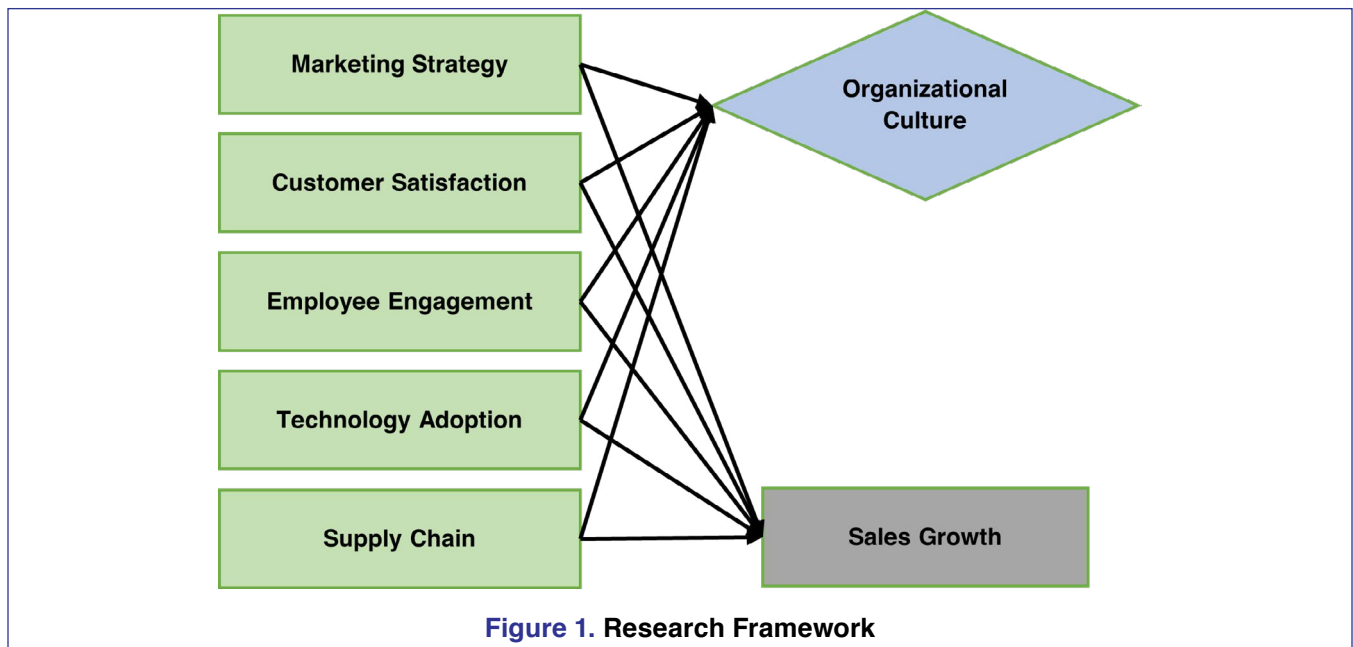 Marketing Strategy
Organizational
Culture
Customer Satisfaction
Employee Engagement
Technology Adoption
Supply Chain
Sales Growth
Figure 1. Research Framework